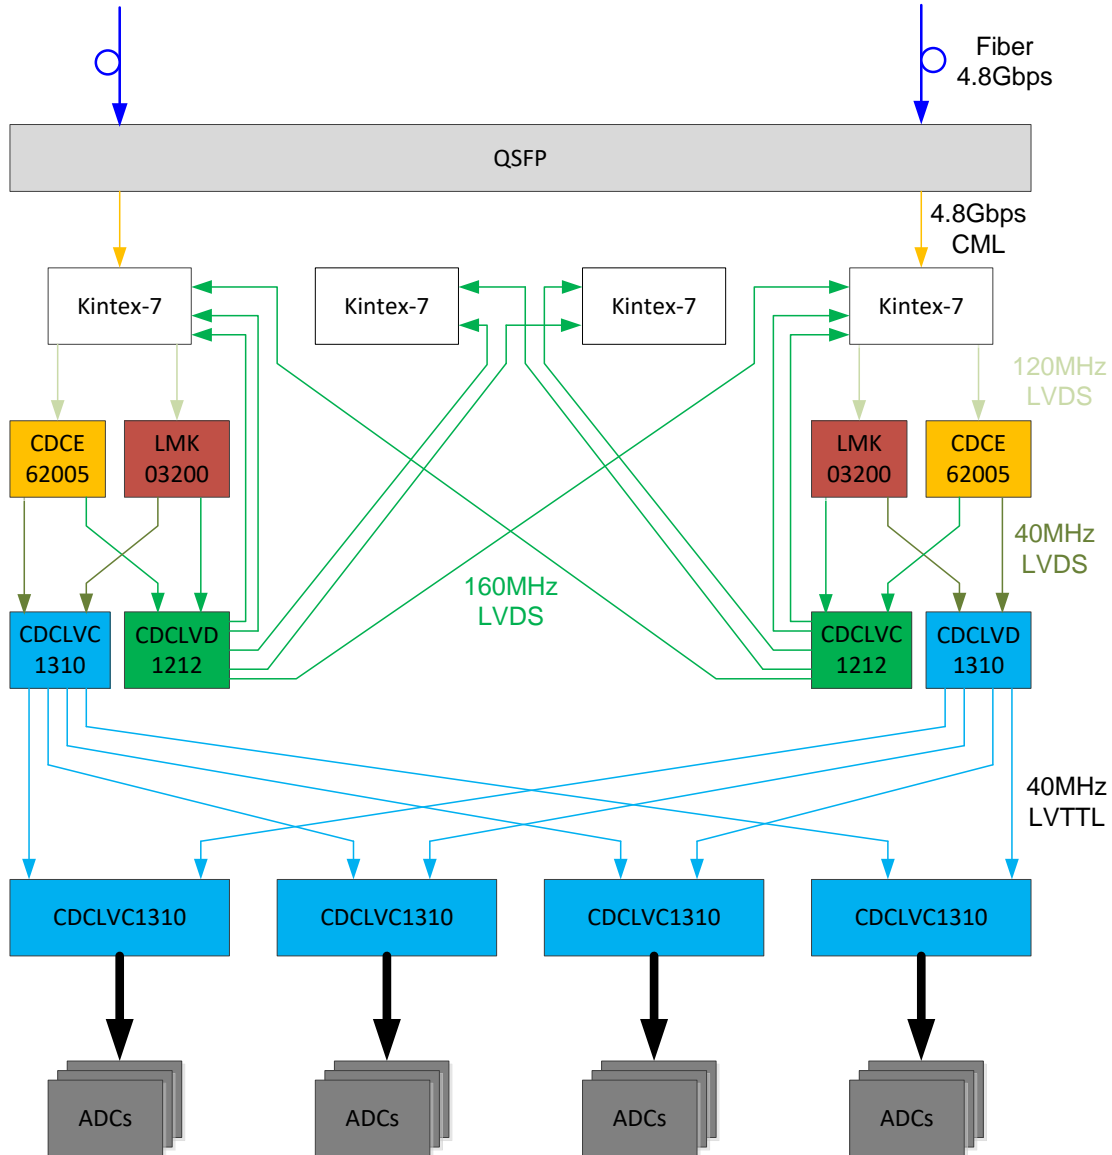 Fiber
4.8Gbps
QSFP
4.8Gbps
CML
Kintex-7
Kintex-7
Kintex-7
Kintex-7
120MHz
LVDS
CDCE
62005
LMK
03200
LMK
03200
CDCE
62005
40MHz
LVDS
160MHz
LVDS
CDCLVC
1310
CDCLVD
1212
CDCLVC
1212
CDCLVD
1310
40MHz
LVTTL
CDCLVC1310
CDCLVC1310
CDCLVC1310
CDCLVC1310
ADCs
ADCs
ADCs
ADCs